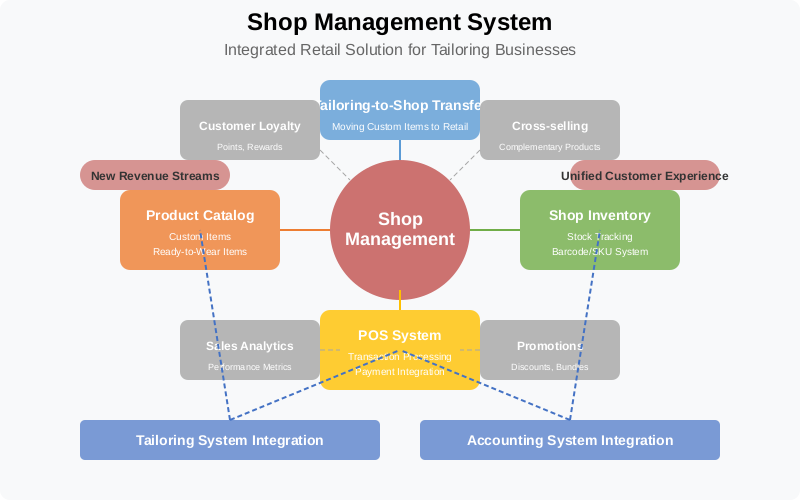 Shop Management System
Integrated Retail Solution for Tailoring Businesses
Tailoring-to-Shop Transfer
Moving Custom Items to Retail
Customer Loyalty
Points, Rewards
Cross-selling
Complementary Products
New Revenue Streams
Unified Customer Experience
Product Catalog
Custom Items
Ready-to-Wear Items
Shop
Management
Shop Inventory
Stock Tracking
Barcode/SKU System
Sales Analytics
Performance Metrics
POS System
Transaction Processing
Payment Integration
Promotions
Discounts, Bundles
Tailoring System Integration
Accounting System Integration